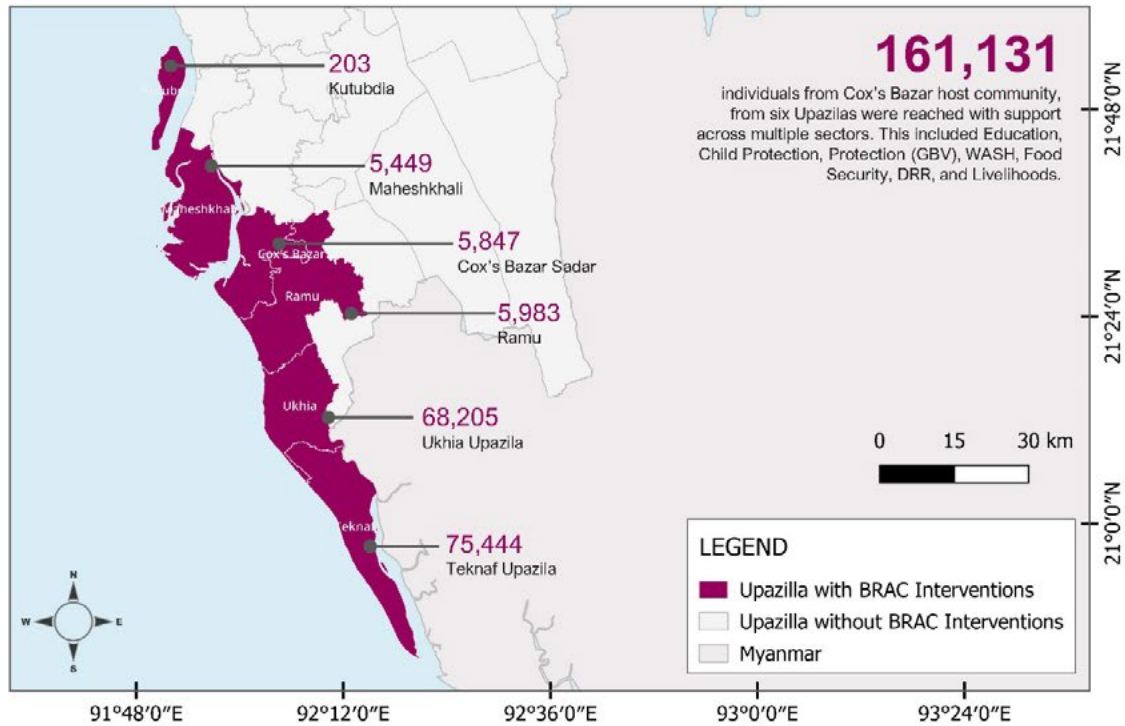 161,131
individuals from Cox's Bazar host community,
from six Upazilas were reached with support
across multiple sectors. This included Education,
Child Protection, Protection (GBV), WASH, Food
Security, DRR, and Livelihoods.
203
Kutubdia
5,449
Maheshkhali
Maheshkhali
5,847
Cox's Bazar Sadar
Cox's Bazar
Ramu
5,983
Ramu
Ukhia
68,205
Ukhia Upazila
Teknaf
75,444
Teknaf Upazila
0 15 30 km
LEGEND
Upazilla with BRAC Interventions
Upazilla without BRAC Interventions
Myanmar
N
W E
S
21°48'0"N
21°24'0"N
21°0'0"N
91°48'0"E 92°12'0"E 92°36'0"E 93°0'0"E 93°24'0"E